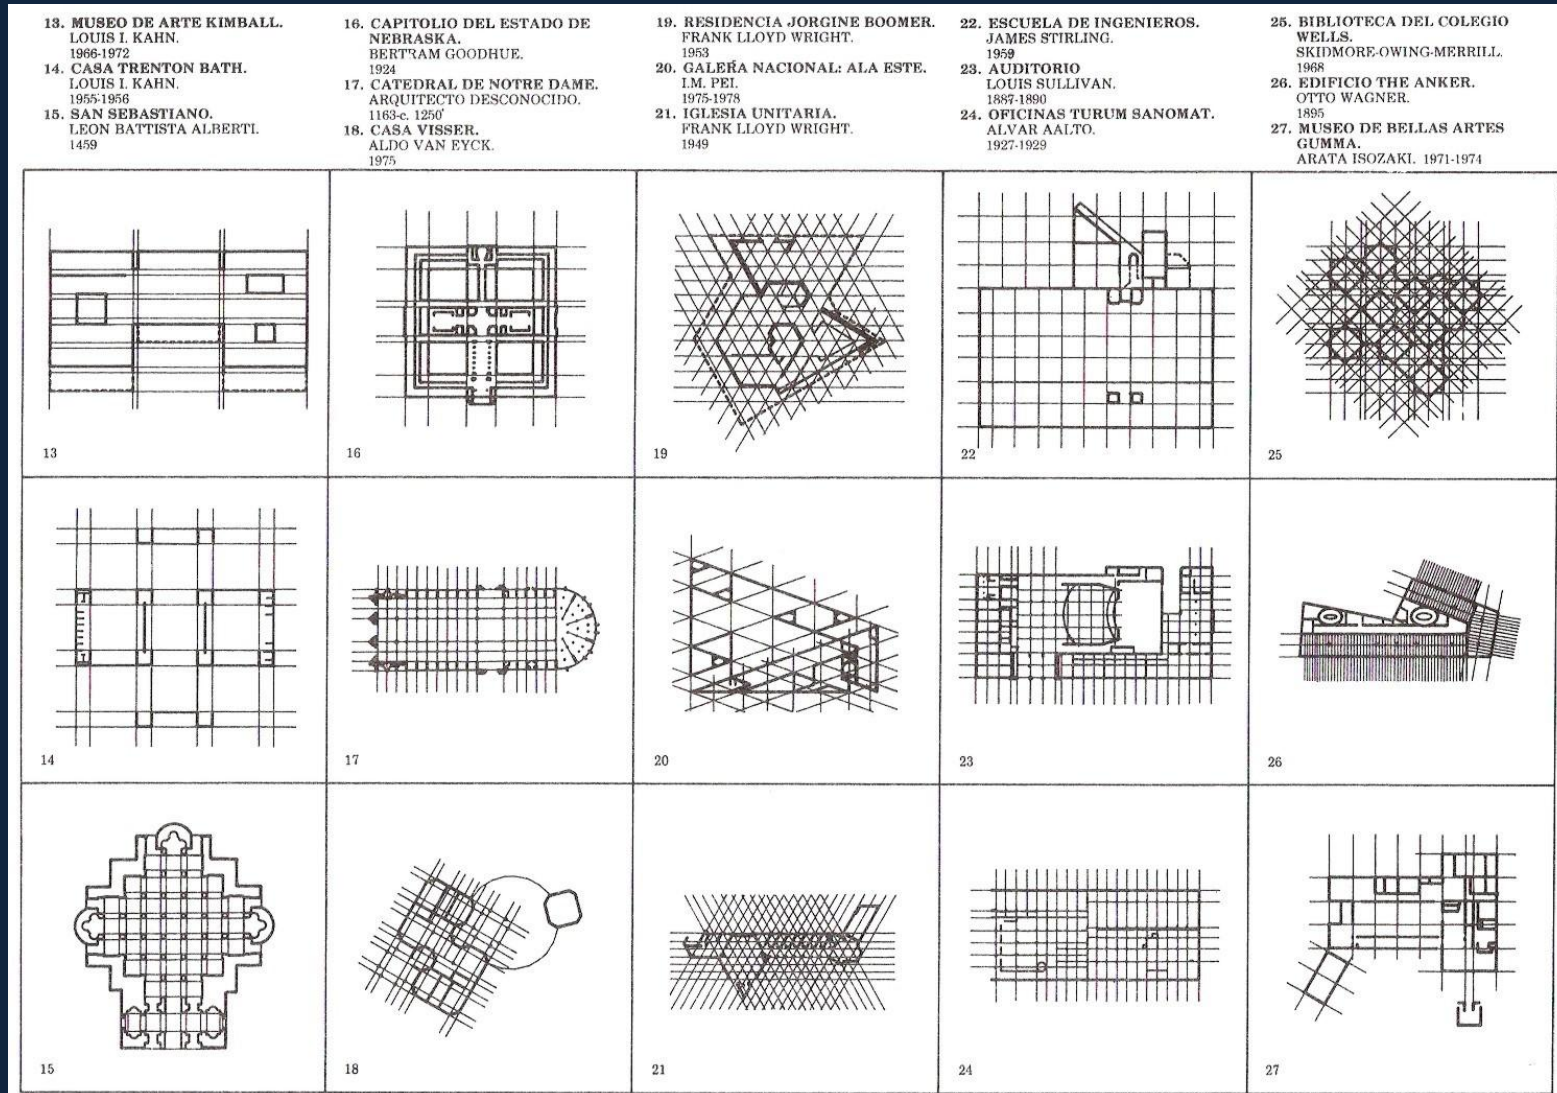 13. MUSEO DE ARTE KIMBALL.
LOUIS I. KAHN.
1966-1972
14. CASA TRENTON BATH.
LOUIS I. KAHN.
1955-1956
15. SAN SEBASTIANO.
LEON BATTISTA ALBERTI.
1459
16. CAPITOLIO DEL ESTADO DE
NEBRASKA.
BERTRAM GOODHUE.
1924
17. CATEDRAL DE NOTRE DAME.
ARQUITECTO DESCONOCIDO.
1163-c. 1250
18. CASA VISSER.
ALDO VAN EYCK.
1975
19. RESIDENCIA JORGINE BOOMER.
FRANK LLOYD WRIGHT.
1953
20. GALERÍA NACIONAL: ALA ESTE.
I.M. PEI.
1975-1978
21. IGLESIA UNITARIA.
FRANK LLOYD WRIGHT.
1949
22. ESCUELA DE INGENIEROS.
JAMES STIRLING.
1959
23. AUDITORIO
LOUIS SULLIVAN.
1887-1890
24. OFICINAS TURUM SANOMAT.
ALVAR AALTO.
1927-1929
25. BIBLIOTECA DEL COLEGIO
WELLS.
SKIDMORE-OWING-MERRILL.
1968
26. EDIFICIO THE ANKER.
OTTO WAGNER.
1895
27. MUSEO DE BELLAS ARTES
GUMMA.
ARATA ISOZAKI. 1971-1974
13
16
19
22
25
14
17
20
23
26
15
18
21
24
27